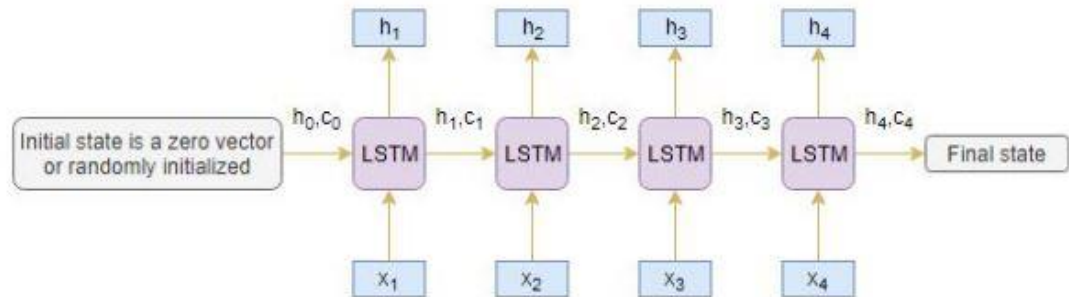 h₁ h₂ h₃ h₄
h₀,c₀ h₁,c₁ h₂,c₂ h₃,c₃ h₄,c₄
Initial state is a zero vector
or randomly initialized
LSTM LSTM LSTM LSTM
Final state
x₁ x₂ x₃ x₄